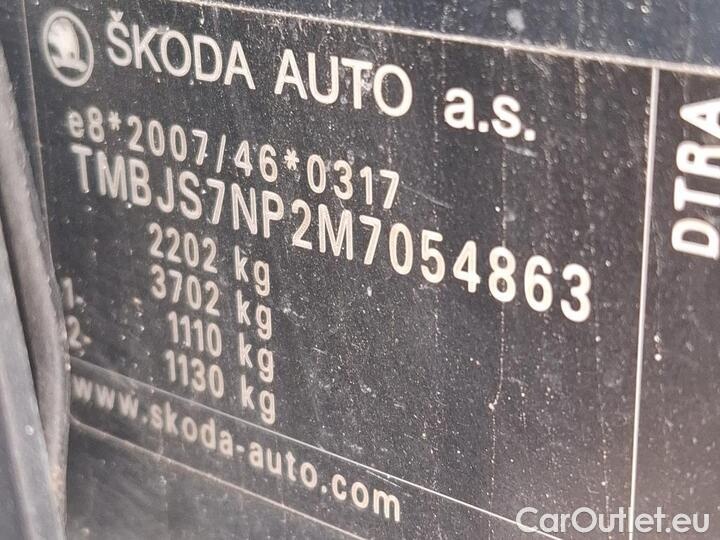 ŠKODA AUTO a.s.
e8*2007/46*0317
TMBJS7NP2M7054863
2202 kg
3702 kg
1- 1110 kg
2- 1130 kg
www.skoda-auto.com
DTRA
CarOutlet.eu